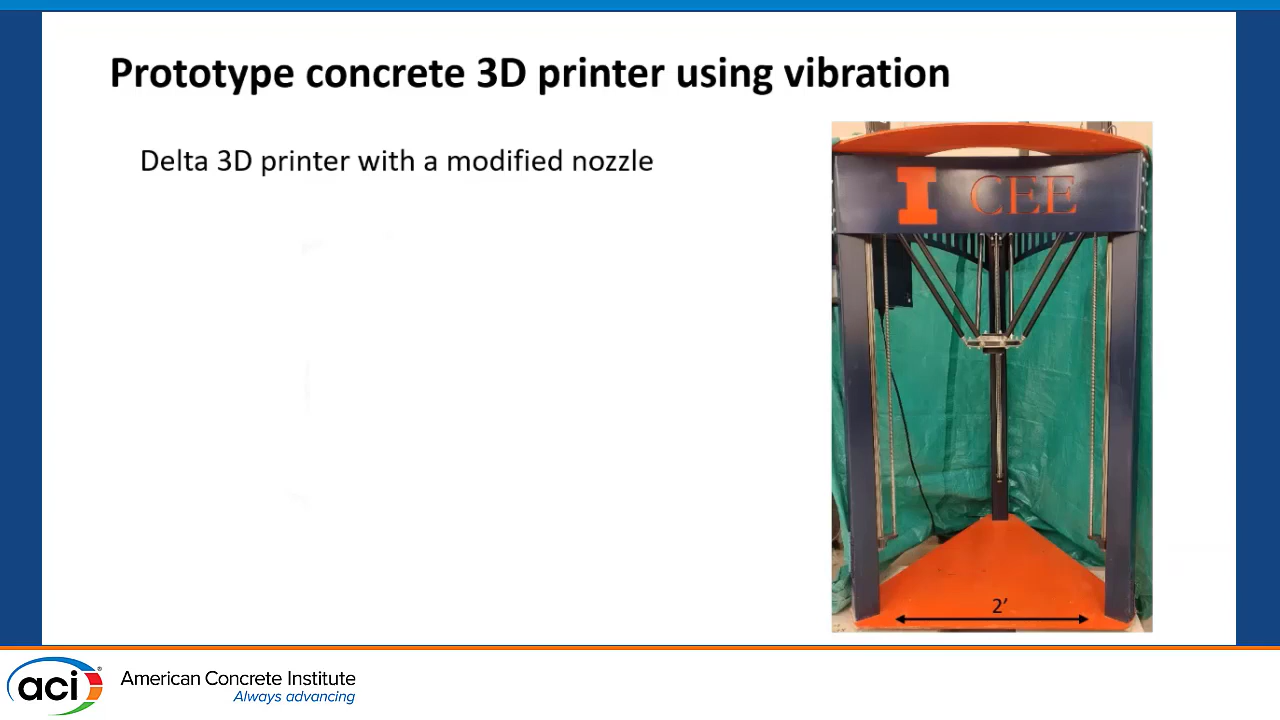 Prototype concrete 3D printer using vibration
Delta 3D printer with a modified nozzle
I CEE
2’
aci®
American Concrete Institute
Always advancing